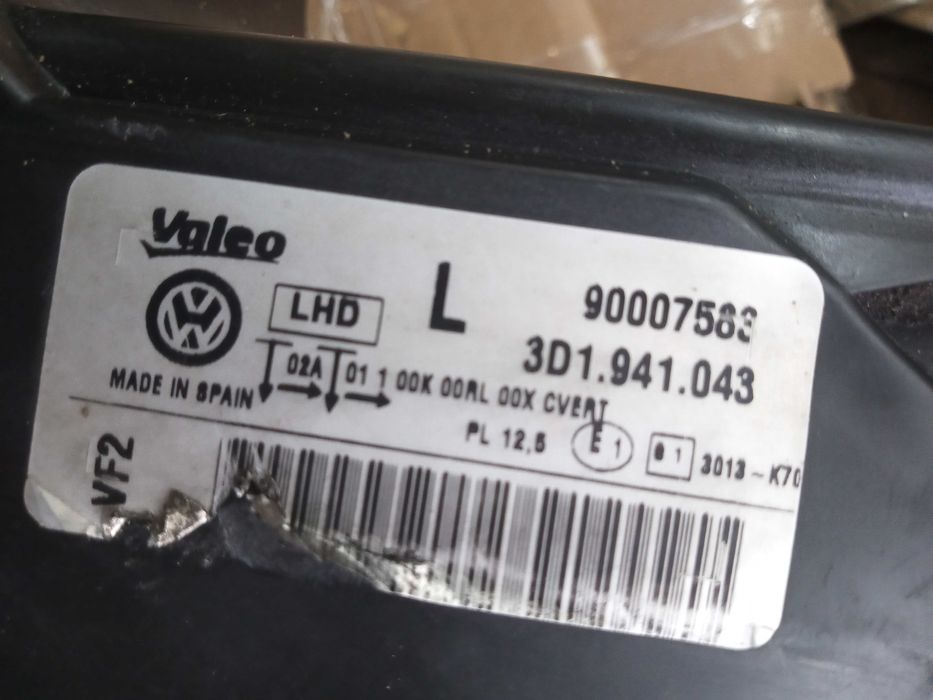 Valeo
LHD L 90007583
3D1.941.043
02A 01 1 00K 00RL 00X CVERT
MADE IN SPAIN
PL 12,5 E 1 1 3013-K70
VF2